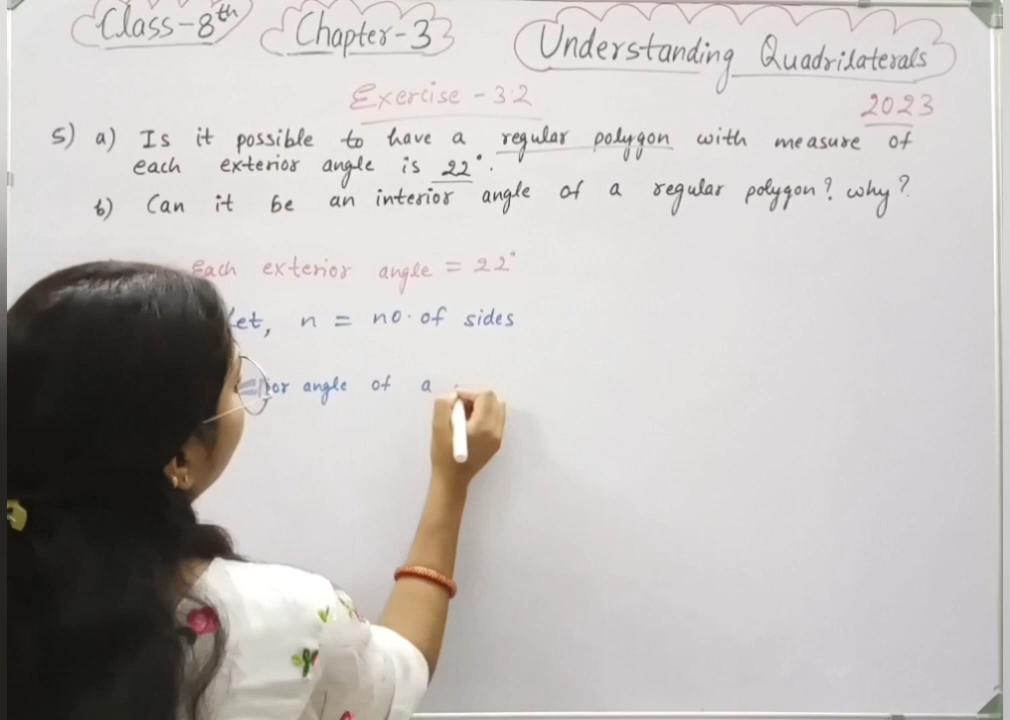 Class-8th Chapter-3 Understanding Quadrilaterals
Exercise - 3.2 2023
5) a) Is it possible to have a regular polygon with measure of
each exterior angle is 22°.
b) Can it be an interior angle of a regular polygon? why?
Each exterior angle = 22°
Let, n = no. of sides
angle of a